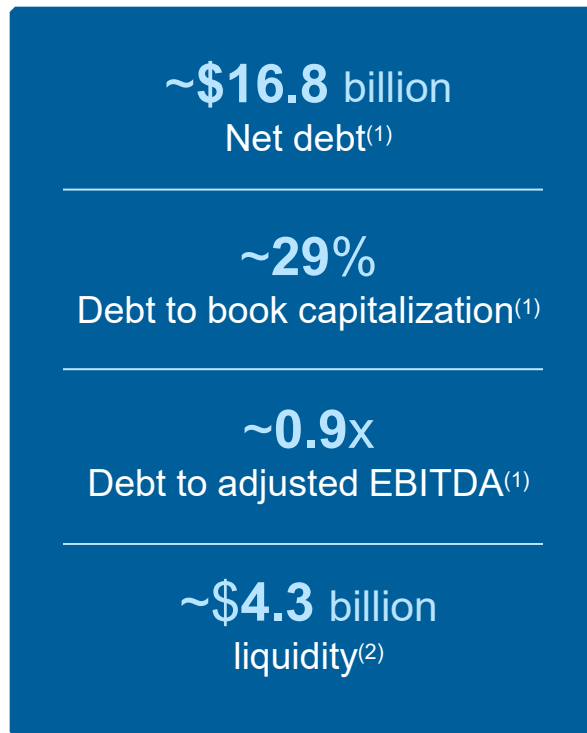 ~$16.8 billion
Net debt(1)
~29%
Debt to book capitalization(1)
~0.9x
Debt to adjusted EBITDA(1)
~$4.3 billion
liquidity(2)